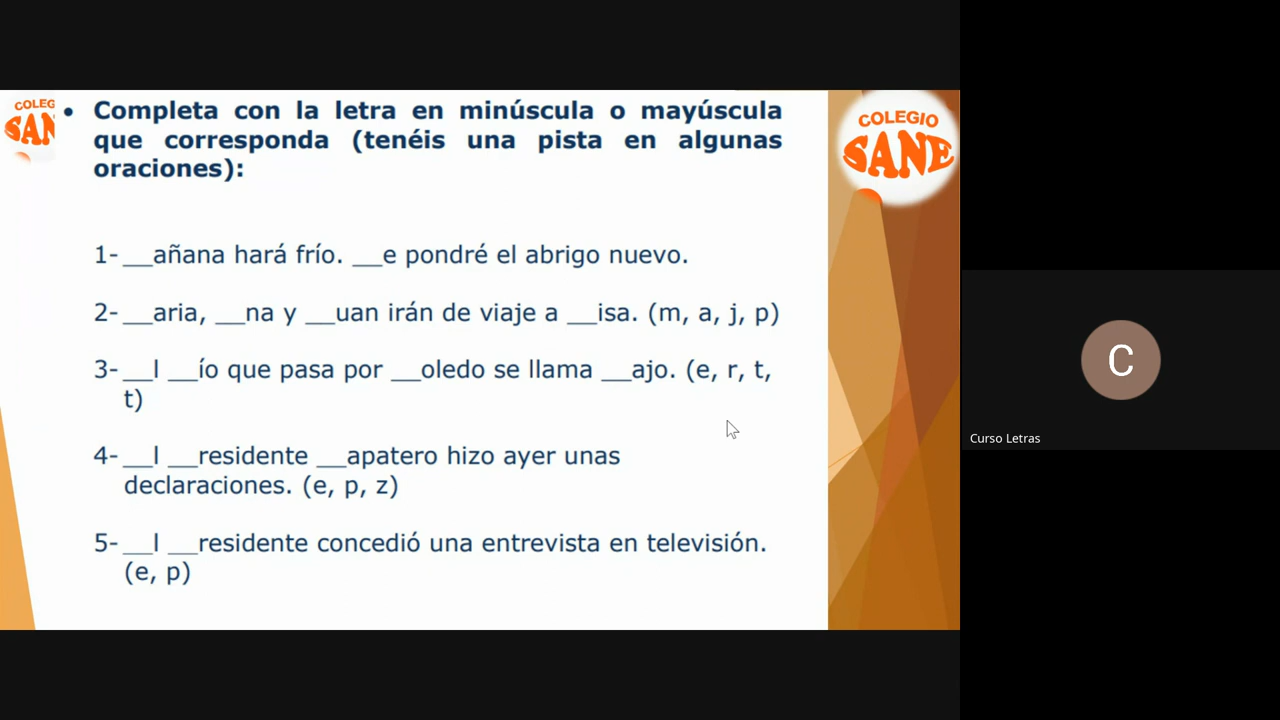 COLEG
SAN
• Completa con la letra en minúscula o mayúscula
que corresponda (tenéis una pista en algunas
oraciones):
1- __añana hará frío. __e pondré el abrigo nuevo.
2- __aria, __na y __uan irán de viaje a __isa. (m, a, j, p)
3- __l __ío que pasa por __oledo se llama __ajo. (e, r, t,
t)
4- __l __residente __apatero hizo ayer unas
declaraciones. (e, p, z)
5- __l __residente concedió una entrevista en televisión.
(e, p)
COLEGIO
SANE
C
Curso Letras